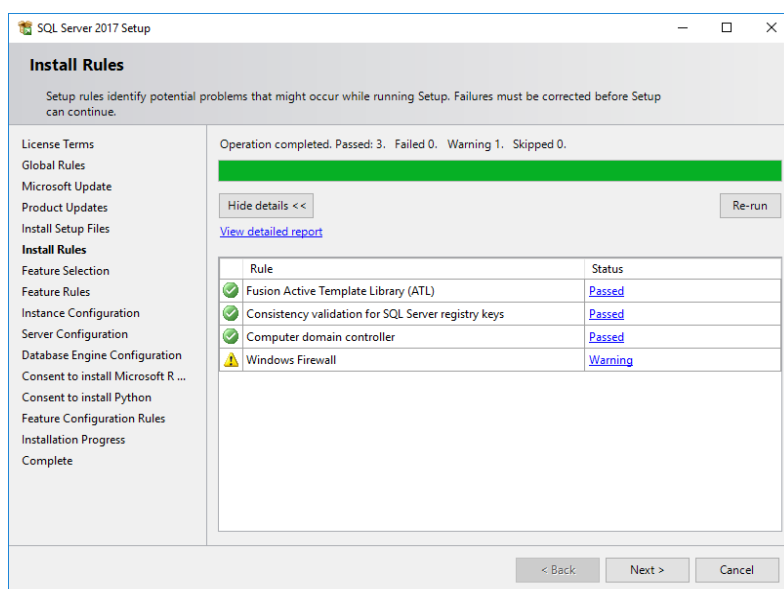 SQL Server 2017 Setup
Install Rules
Setup rules identify potential problems that might occur while running Setup. Failures must be corrected before Setup
can continue.
License Terms
Global Rules
Microsoft Update
Product Updates
Install Setup Files
Install Rules
Feature Selection
Feature Rules
Instance Configuration
Server Configuration
Database Engine Configuration
Consent to install Microsoft R ...
Consent to install Python
Feature Configuration Rules
Installation Progress
Complete
Operation completed. Passed: 3. Failed 0. Warning 1. Skipped 0.
Hide details << Re-run
View detailed report
Rule Status
Fusion Active Template Library (ATL) Passed
Consistency validation for SQL Server registry keys Passed
Computer domain controller Passed
Windows Firewall Warning
< Back Next > Cancel